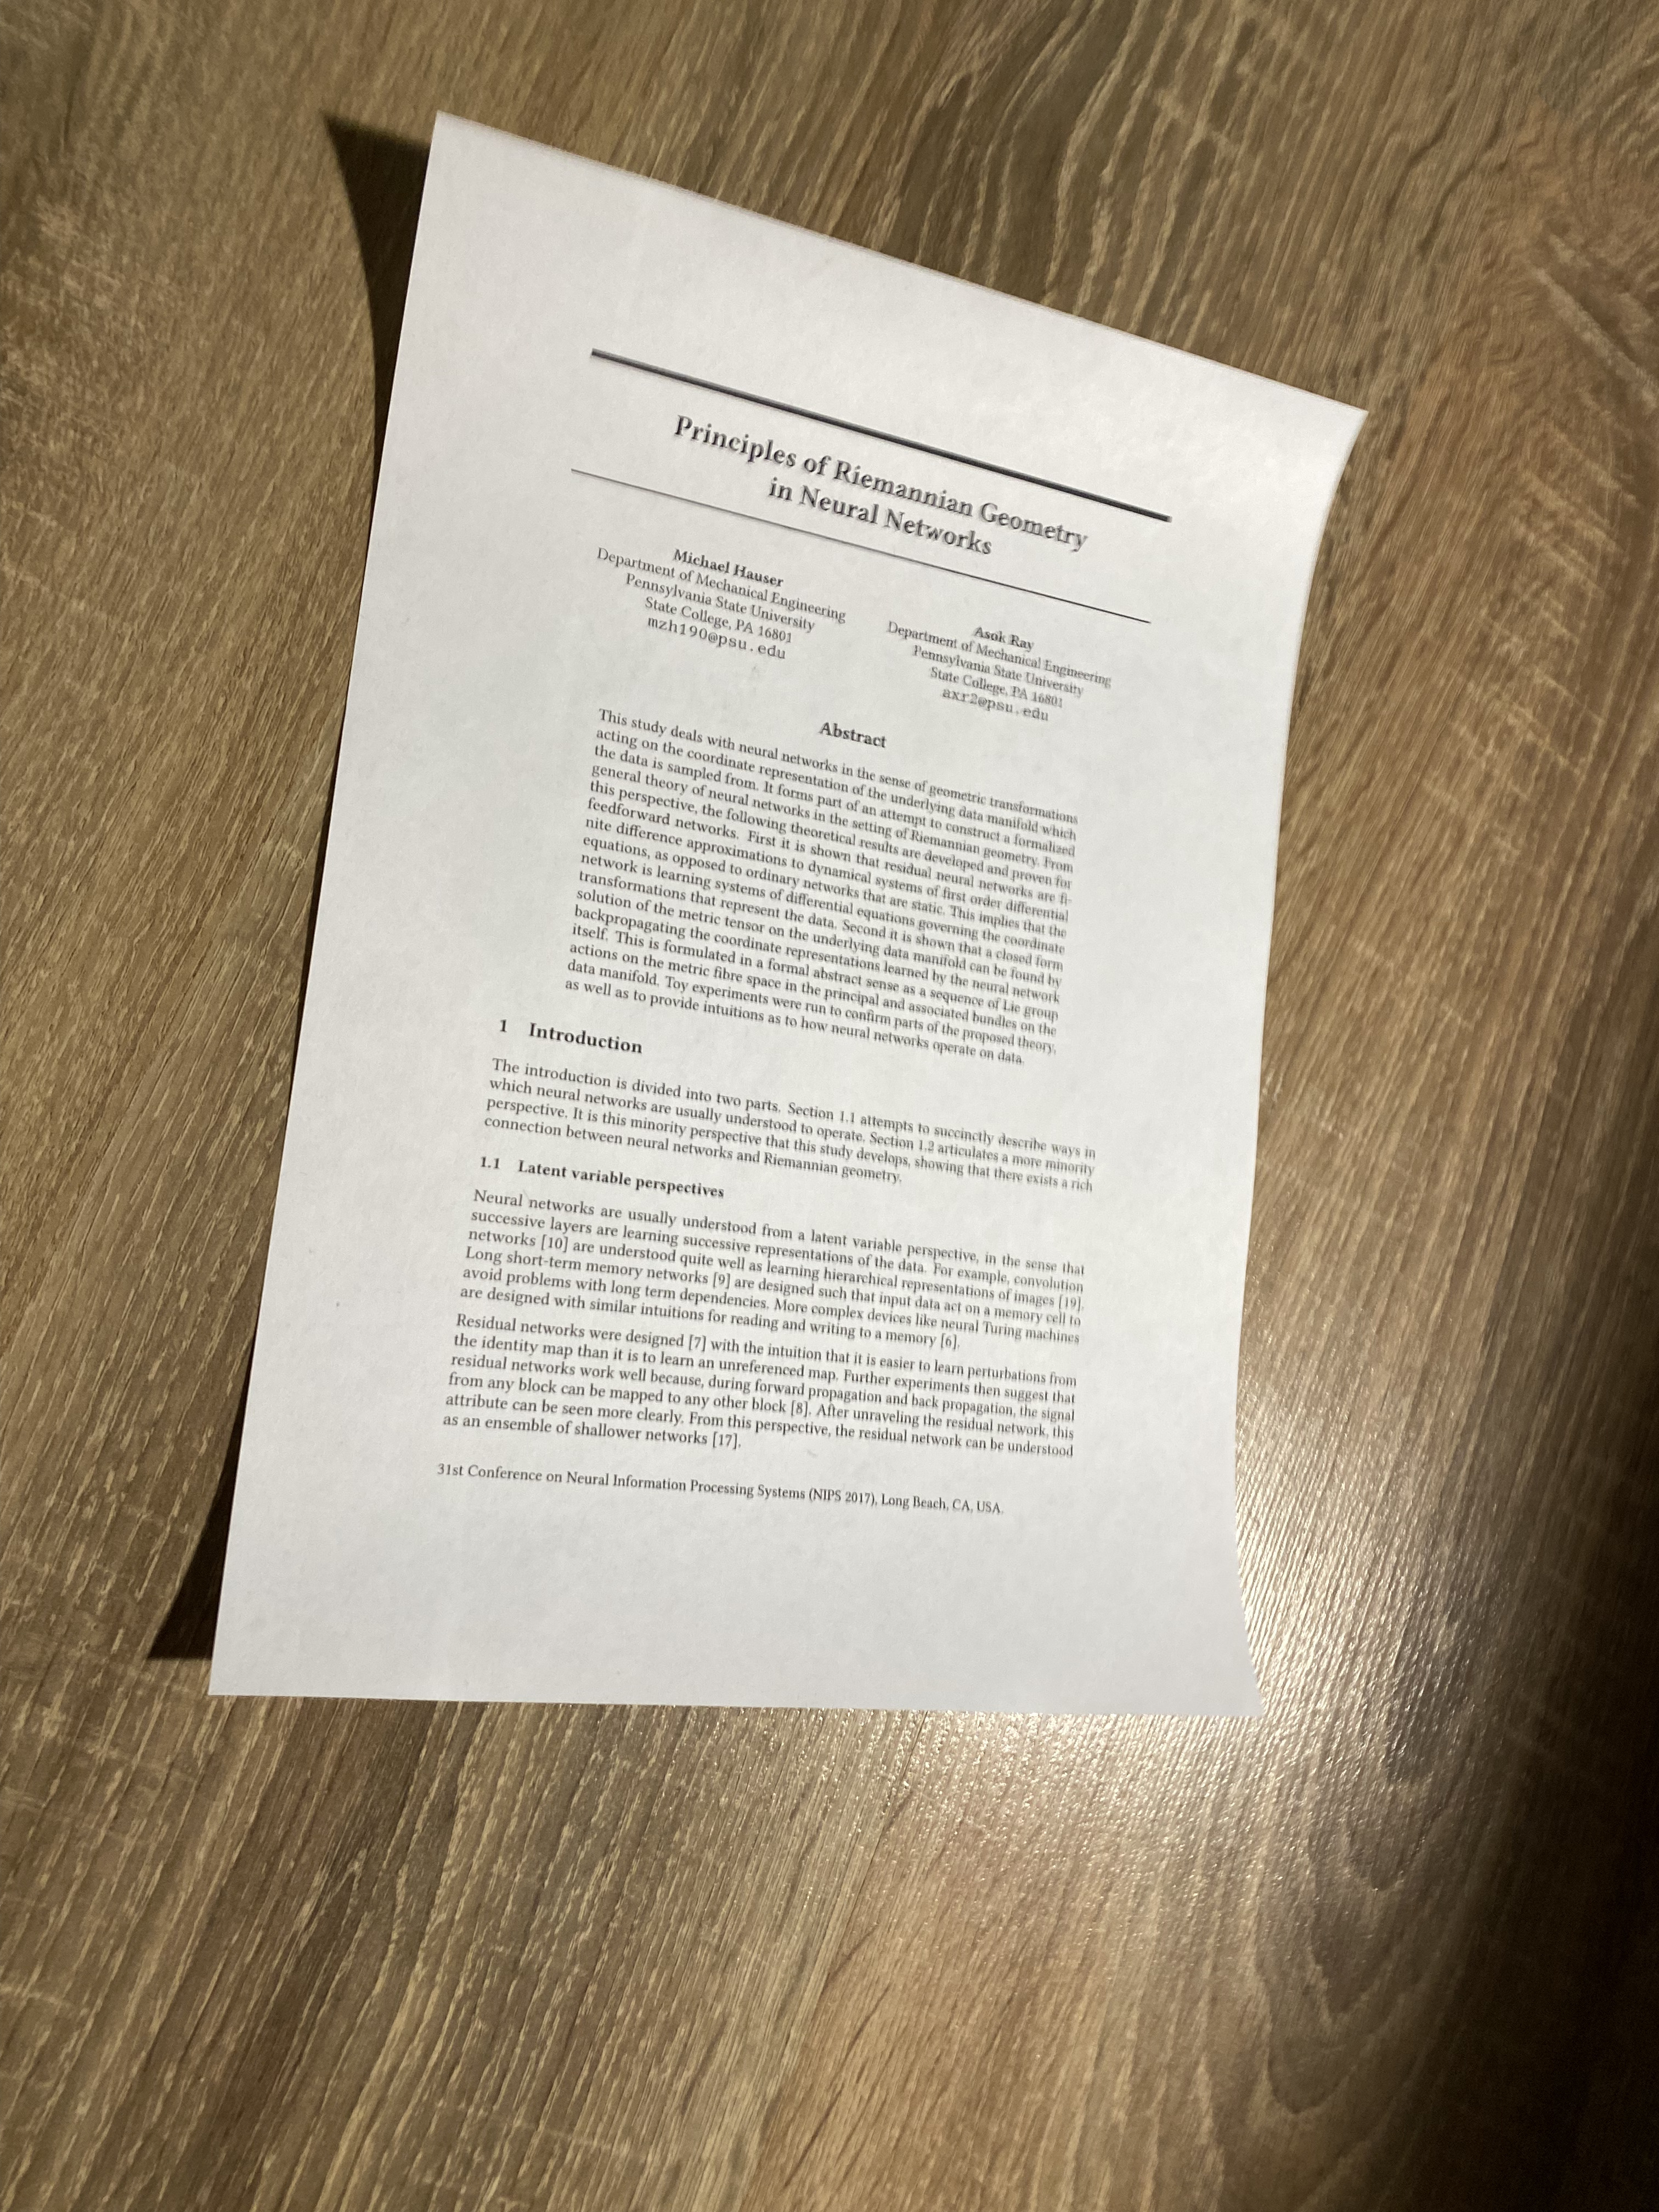 Principles of Riemannian Geometry
in Neural Networks
Michael Hauser
Department of Mechanical Engineering
Pennsylvania State University
State College, PA 16801
mzh190@psu.edu
Asok Ray
Department of Mechanical Engineering
Pennsylvania State University
State College, PA 16801
axr2@psu.edu
Abstract
This study deals with neural networks in the sense of geometric transformations
acting on the coordinate representation of the underlying data manifold which
the data is sampled from. It forms part of an attempt to construct a formalized
general theory of neural networks in the setting of Riemannian geometry. From
this perspective, the following theoretical results are developed and proven for
feedforward networks. First it is shown that residual neural networks are fi-
nite difference approximations to dynamical systems of first order differential
equations, as opposed to ordinary networks that are static. This implies that the
network is learning systems of differential equations governing the coordinate
transformations that represent the data. Second it is shown that a closed form
solution of the metric tensor on the underlying data manifold can be found by
backpropagating the coordinate representations learned by the neural network
itself. This is formulated in a formal abstract sense as a sequence of Lie group
actions on the metric fibre space in the principal and associated bundles on the
data manifold. Toy experiments were run to confirm parts of the proposed theory,
as well as to provide intuitions as to how neural networks operate on data.
1 Introduction
The introduction is divided into two parts. Section 1.1 attempts to succinctly describe ways in
which neural networks are usually understood to operate. Section 1.2 articulates a more minority
perspective. It is this minority perspective that this study develops, showing that there exists a rich
connection between neural networks and Riemannian geometry.
1.1 Latent variable perspectives
Neural networks are usually understood from a latent variable perspective, in the sense that
successive layers are learning successive representations of the data. For example, convolution
networks [10] are understood quite well as learning hierarchical representations of images [19].
Long short-term memory networks [9] are designed such that input data act on a memory cell to
avoid problems with long term dependencies. More complex devices like neural Turing machines
are designed with similar intuitions for reading and writing to a memory [6].
Residual networks were designed [7] with the intuition that it is easier to learn perturbations from
the identity map than it is to learn an unreferenced map. Further experiments then suggest that
residual networks work well because, during forward propagation and back propagation, the signal
from any block can be mapped to any other block [8]. After unraveling the residual network, this
attribute can be seen more clearly. From this perspective, the residual network can be understood
as an ensemble of shallower networks [17].
31st Conference on Neural Information Processing Systems (NIPS 2017), Long Beach, CA, USA.